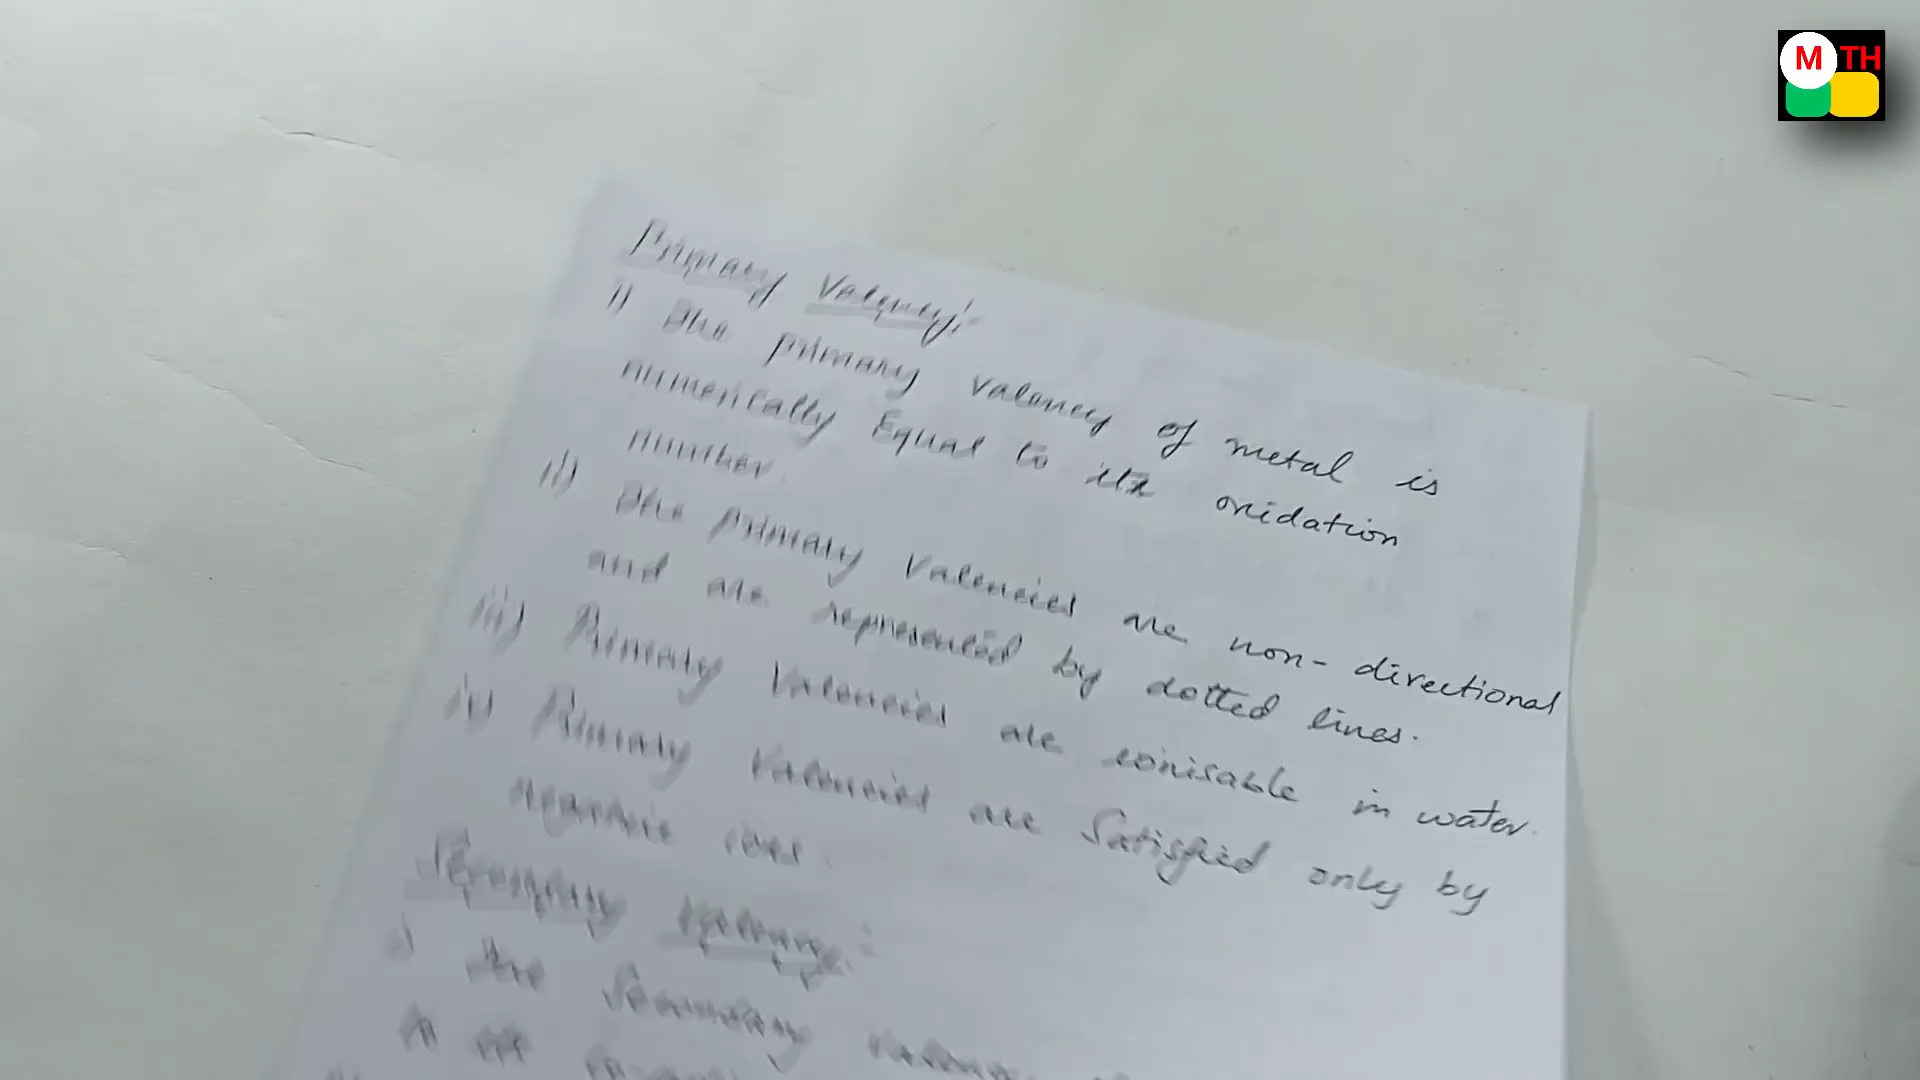 M TH
Primary Valency:-
i) The primary valency of metal is
numerically Equal to its oxidation
number.
ii) The primary valencies are non-directional
and are represented by dotted lines.
iii) Primary Valencies are ionisable in water.
iv) Primary Valencies are Satisfied only by
negative ions.
Secondary Valency:-
i) The Secondary